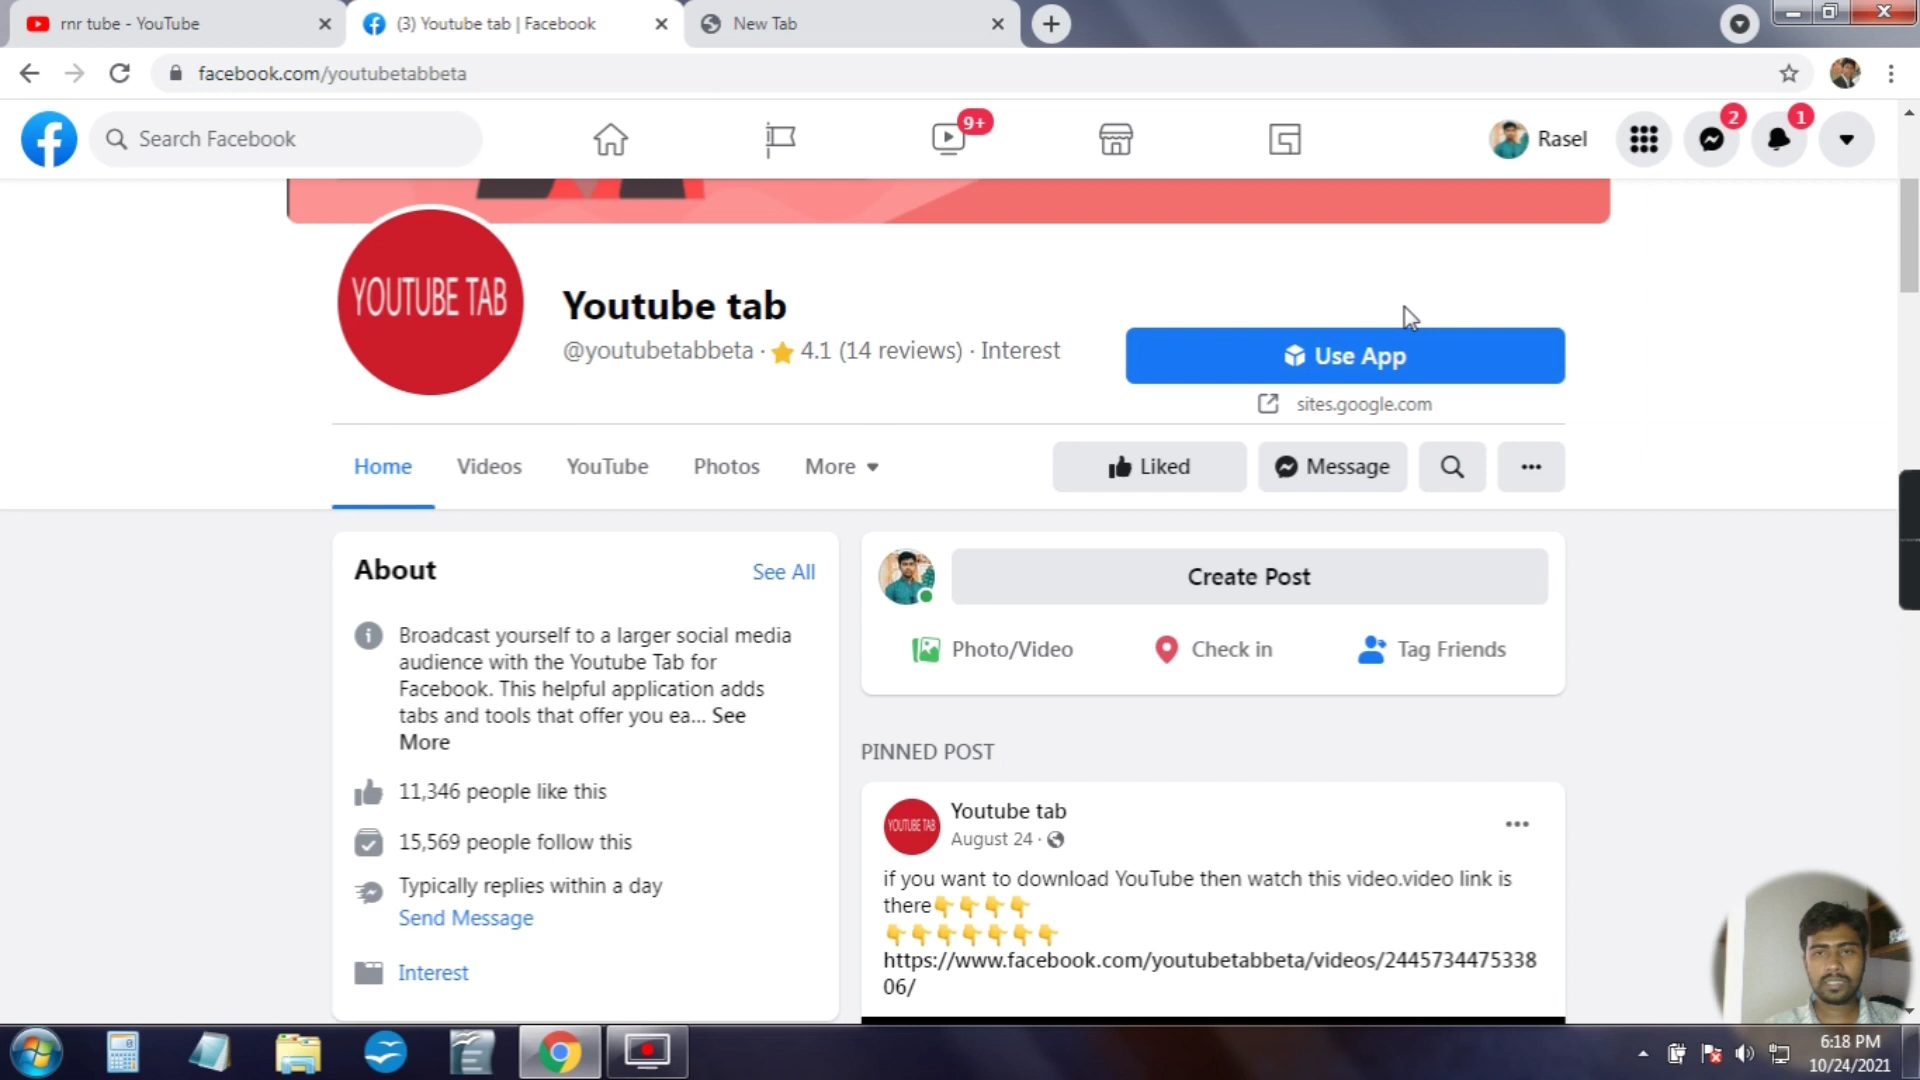 rnr tube - YouTube
(3) Youtube tab | Facebook
New Tab
facebook.com/youtubetabbeta
Search Facebook
9+
Rasel
2
1
YOUTUBE TAB
Youtube tab
@youtubetabbeta · 4.1 (14 reviews) · Interest
Use App
sites.google.com
Home
Videos
YouTube
Photos
More
Liked
Message
About
See All
Broadcast yourself to a larger social media
audience with the Youtube Tab for
Facebook. This helpful application adds
tabs and tools that offer you ea... See
More
11,346 people like this
15,569 people follow this
Typically replies within a day
Send Message
Interest
Create Post
Photo/Video
Check in
Tag Friends
PINNED POST
YOUTUBE TAB
Youtube tab
August 24 ·
if you want to download YouTube then watch this video.video link is
there👇👇👇👇
👇👇👇👇👇👇👇
https://www.facebook.com/youtubetabbeta/videos/2445734475338
06/
6:18 PM
10/24/2021